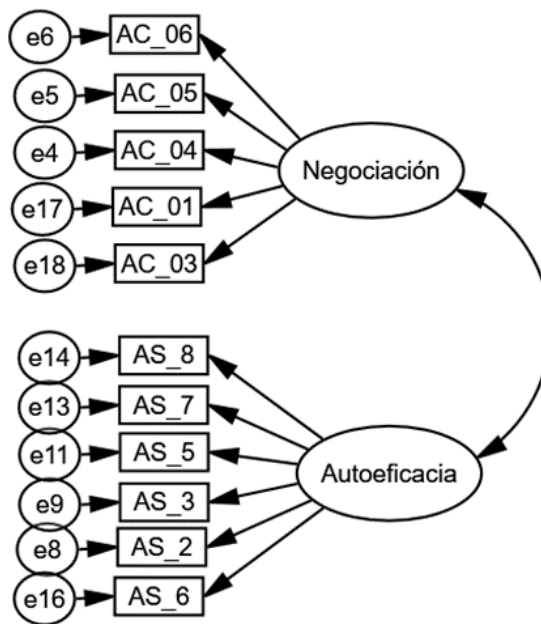 e6 AC_06
e5 AC_05
e4 AC_04
Negociación
e17 AC_01
e18 AC_03
e14 AS_8
e13 AS_7
e11 AS_5
Autoeficacia
e9 AS_3
e8 AS_2
e16 AS_6